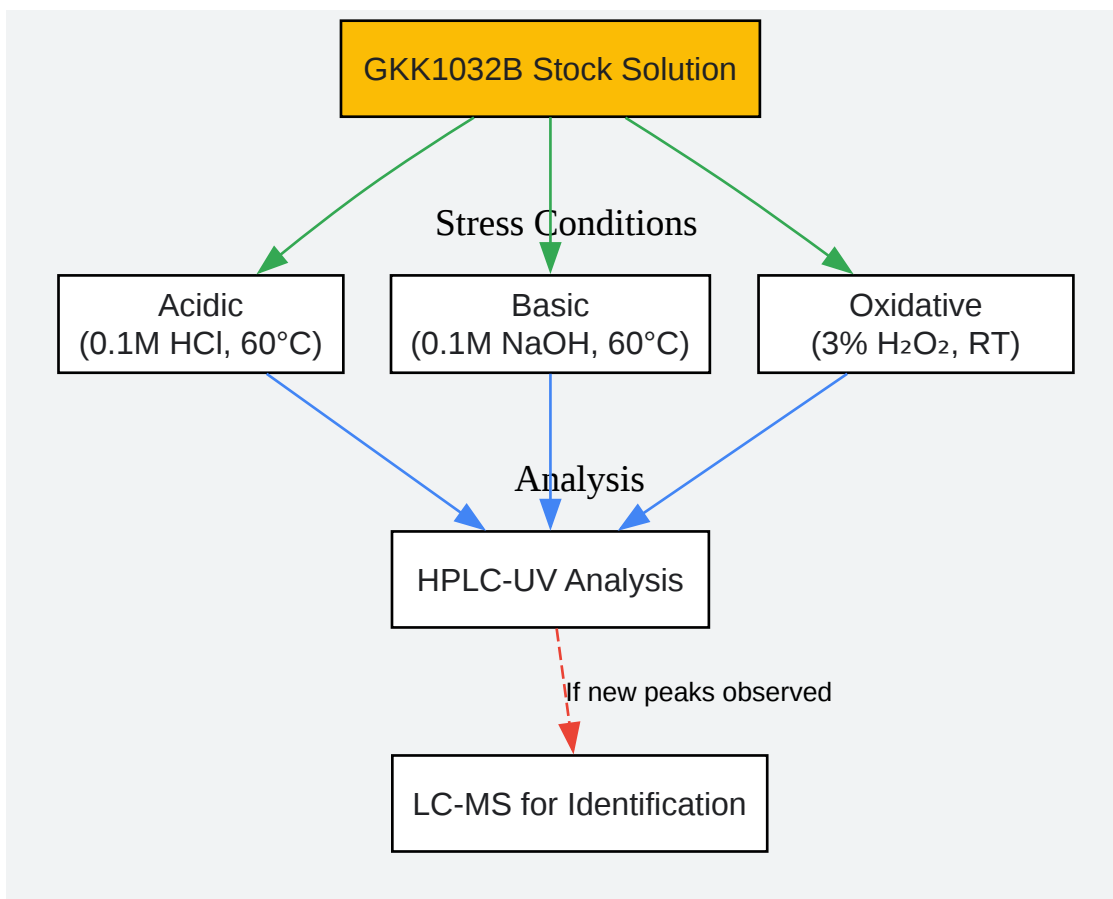 GKK1032B Stock Solution
Stress Conditions
Acidic
(0.1M HCl, 60°C)
Basic
(0.1M NaOH, 60°C)
Oxidative
(3% H₂O₂, RT)
Analysis
HPLC-UV Analysis
If new peaks observed
LC-MS for Identification